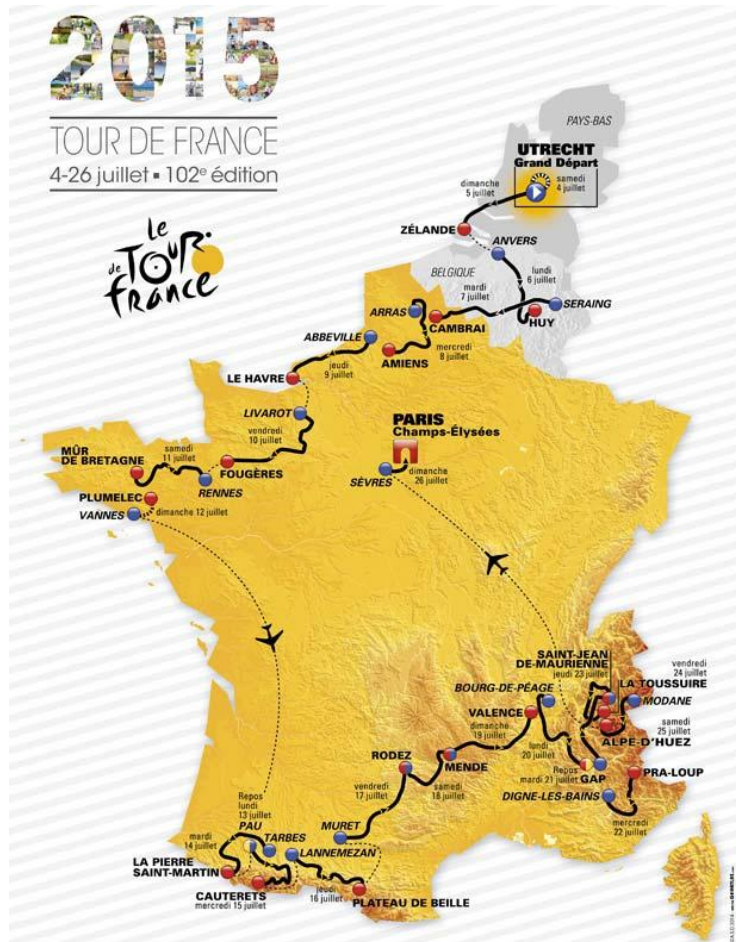 2015
TOUR DE FRANCE
4-26 juillet ▪ 102e édition
Le
de TOUR
france
PAYS-BAS
UTRECHT
Grand Départ
samedi
4 juillet
dimanche
5 juillet
ZÉLANDE
ANVERS
BELGIQUE
lundi
6 juillet
mardi
7 juillet
SERAING
HUY
ARRAS
CAMBRAI
ABBEVILLE
AMIENS
mercredi
8 juillet
jeudi
9 juillet
LE HAVRE
LIVAROT
vendredi
10 juillet
PARIS
Champs-Élysées
SÈVRES
dimanche
26 juillet
samedi
11 juillet
MÛR
DE BRETAGNE
FOUGÈRES
RENNES
PLUMELEC
VANNES
dimanche 12 juillet
SAINT-JEAN
DE-MAURIENNE
jeudi 23 juillet
vendredi
24 juillet
LA TOUSSUIRE
BOURG-DE-PÉAGE
MODANE
VALENCE
samedi
25 juillet
ALPE-D'HUEZ
dimanche
19 juillet
lundi
20 juillet
RODEZ
MENDE
Repos
mardi 21 juillet
GAP
PRA-LOUP
vendredi
17 juillet
samedi
18 juillet
DIGNE-LES-BAINS
mercredi
22 juillet
Repos
lundi
13 juillet
PAU
MURET
mardi
14 juillet
TARBES
LANNEMEZAN
LA PIERRE
SAINT-MARTIN
CAUTERETS
mercredi 15 juillet
jeudi
16 juillet
PLATEAU DE BEILLE